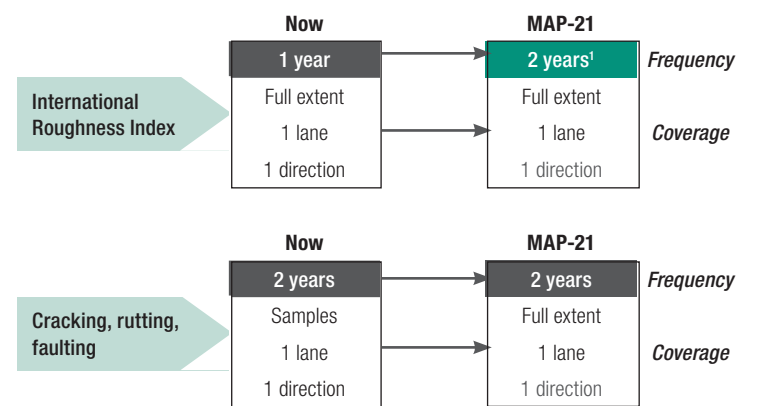 Now MAP-21
1 year 2 years¹ Frequency
International
Roughness Index
Full extent Full extent
1 lane 1 lane Coverage
1 direction 1 direction
Now MAP-21
2 years 2 years Frequency
Cracking, rutting,
faulting
Samples Full extent
1 lane 1 lane Coverage
1 direction 1 direction